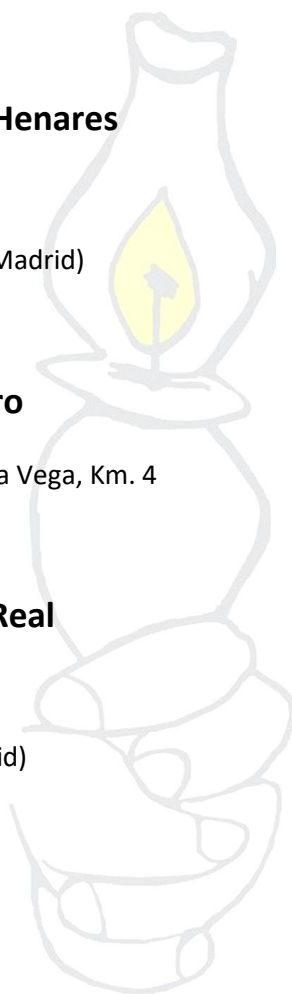 Henares
Madrid)
ro
a Vega, Km. 4
Real
id)